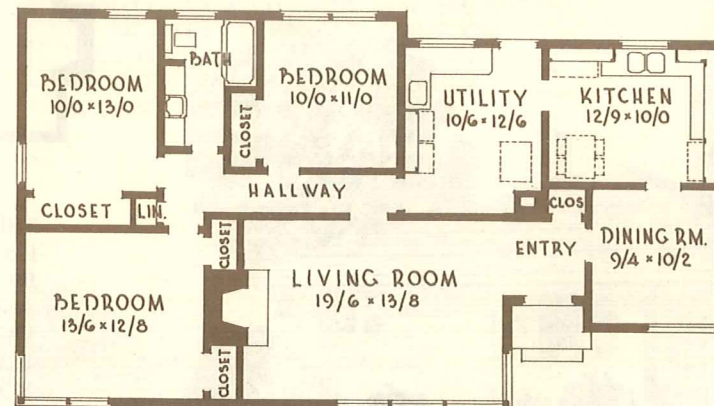 BEDROOM
10/0 × 13/0
BATH
BEDROOM
10/0 × 11/0
CLOSET
UTILITY
10/6 × 12/6
KITCHEN
12/9 × 10/0
HALLWAY
CLOSET
LIN.
CLOS
CLOSET
ENTRY
DINING RM.
9/4 × 10/2
LIVING ROOM
19/6 × 13/8
BEDROOM
13/6 × 12/8
CLOSET